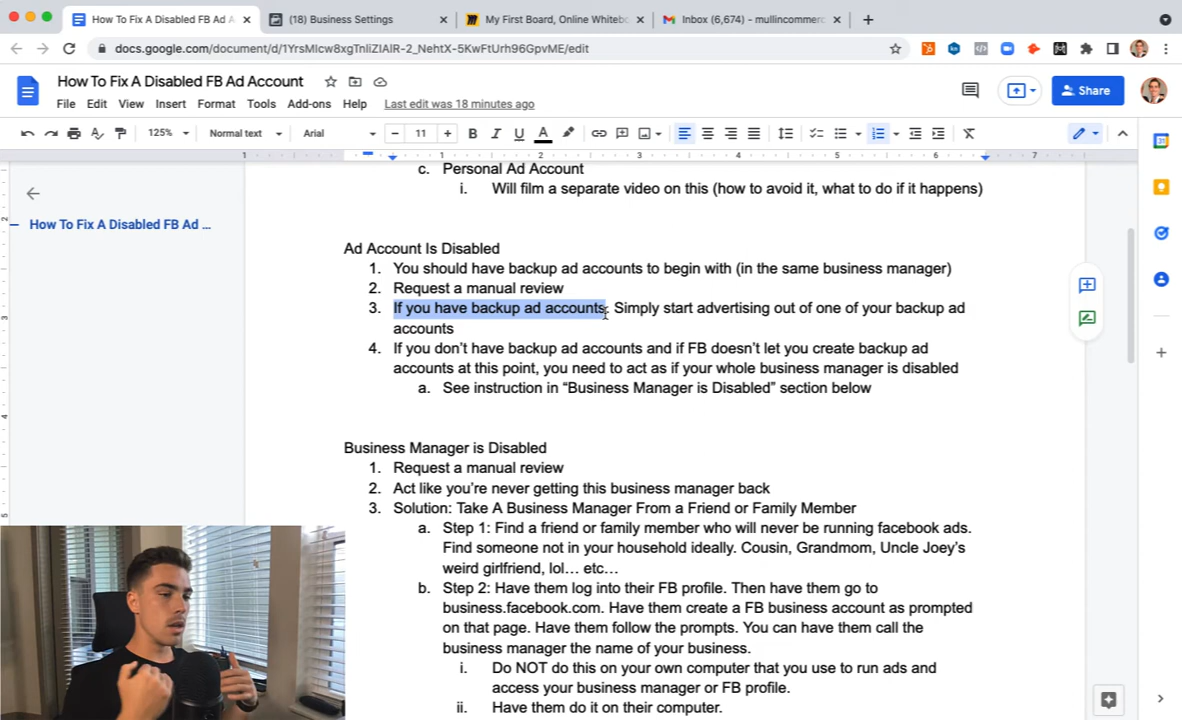 How To Fix A Disabled FB Ad A
(18) Business Settings
My First Board, Online Whitebo
Inbox (6,674) – mullincommerc
docs.google.com/document/d/1YrsMlcw8xgTnliZIAlR-2_NehtX-5KwFtUrh96GpvME/edit
How To Fix A Disabled FB Ad Account
File Edit View Insert Format Tools Add-ons Help Last edit was 18 minutes ago
Share
125% Normal text Arial 11
1 1 2 3 4 5 6 7
c. Personal Ad Account
i. Will film a separate video on this (how to avoid it, what to do if it happens)
How To Fix A Disabled FB Ad ...
Ad Account Is Disabled
1. You should have backup ad accounts to begin with (in the same business manager)
2. Request a manual review
3. If you have backup ad accounts: Simply start advertising out of one of your backup ad
accounts
4. If you don't have backup ad accounts and if FB doesn't let you create backup ad
accounts at this point, you need to act as if your whole business manager is disabled
a. See instruction in “Business Manager is Disabled” section below
Business Manager is Disabled
1. Request a manual review
2. Act like you're never getting this business manager back
3. Solution: Take A Business Manager From a Friend or Family Member
a. Step 1: Find a friend or family member who will never be running facebook ads.
Find someone not in your household ideally. Cousin, Grandmom, Uncle Joey's
weird girlfriend, lol… etc…
b. Step 2: Have them log into their FB profile. Then have them go to
business.facebook.com. Have them create a FB business account as prompted
on that page. Have them follow the prompts. You can have them call the
business manager the name of your business.
i. Do NOT do this on your own computer that you use to run ads and
access your business manager or FB profile.
ii. Have them do it on their computer.